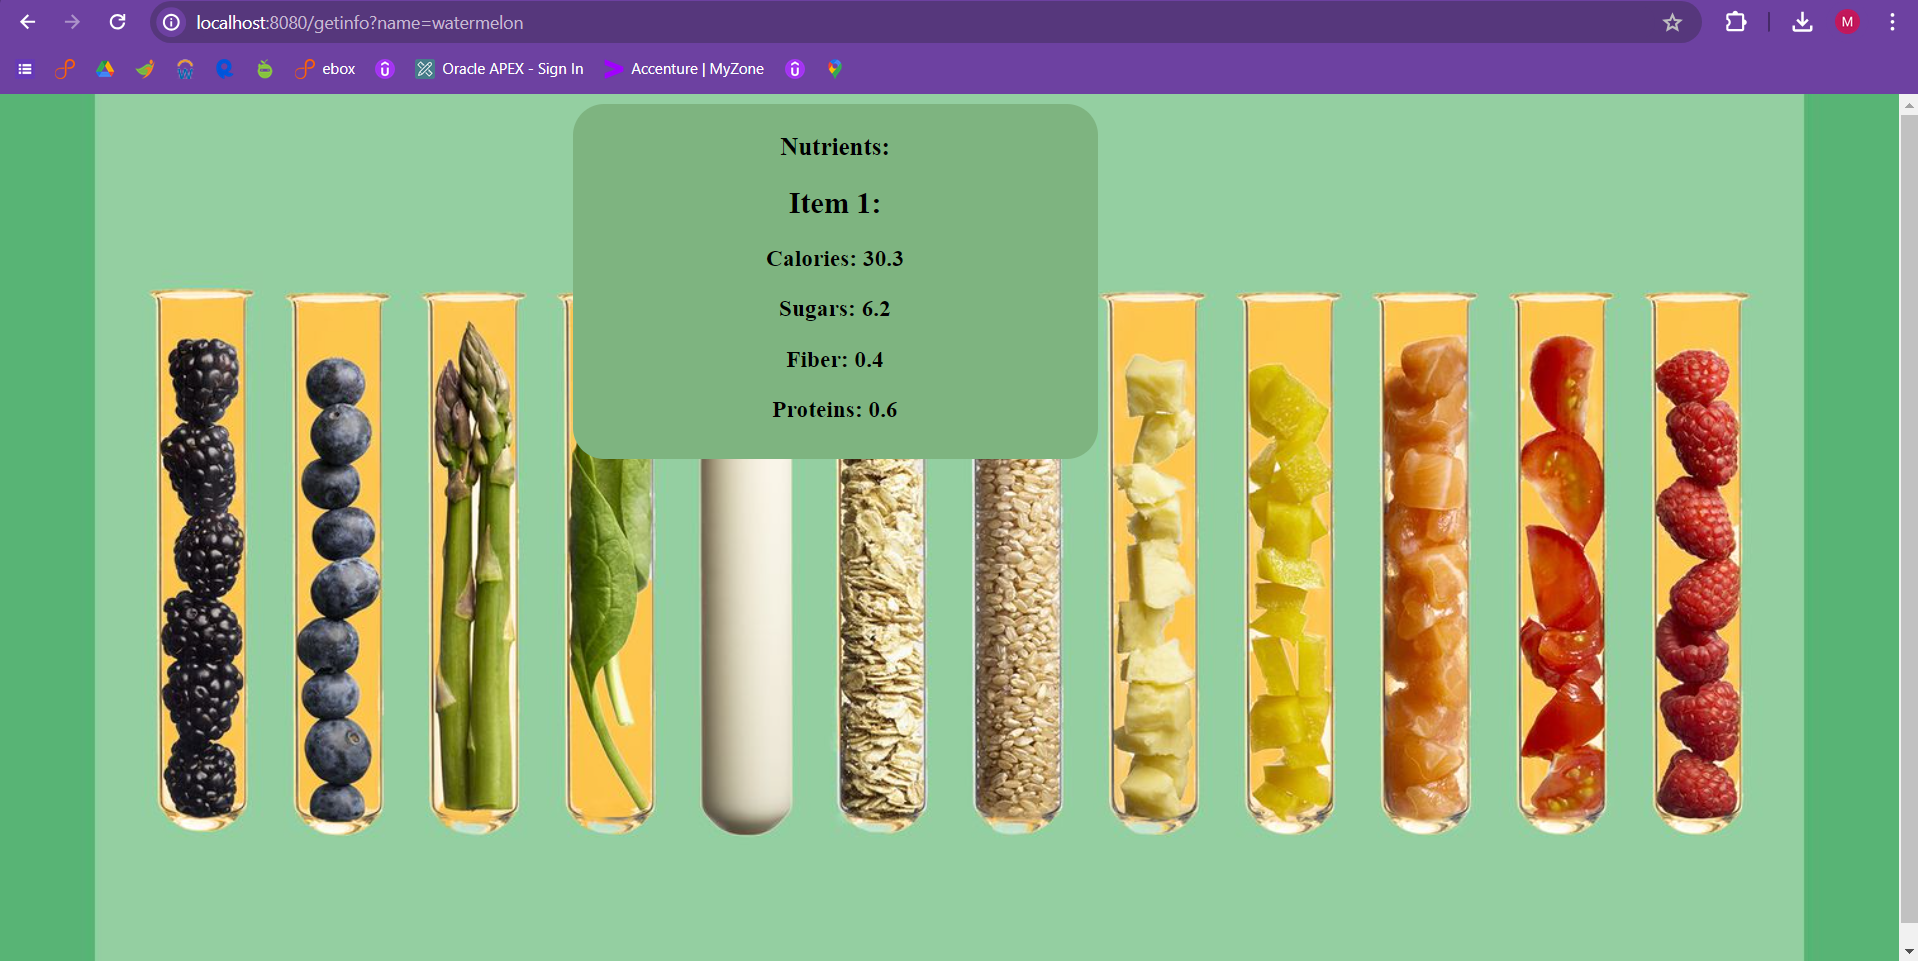 localhost:8080/getinfo?name=watermelon
M
ebox
Oracle APEX - Sign In
Accenture | MyZone
Nutrients:
Item 1:
Calories: 30.3
Sugars: 6.2
Fiber: 0.4
Proteins: 0.6